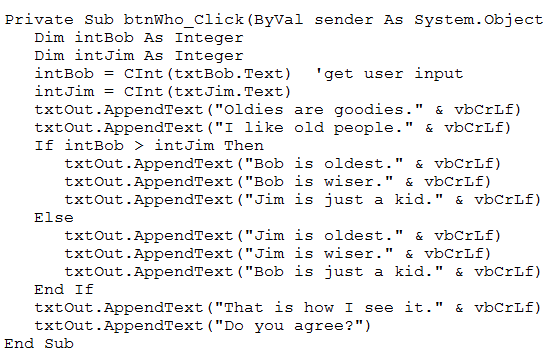 Private Sub btnWho_Click(ByVal sender As System.Object
Dim intBob As Integer
Dim intJim As Integer
intBob = CInt(txtBob.Text)  'get user input
intJim = CInt(txtJim.Text)
txtOut.AppendText("Oldies are goodies." & vbCrLf)
txtOut.AppendText("I like old people." & vbCrLf)
If intBob > intJim Then
txtOut.AppendText("Bob is oldest." & vbCrLf)
txtOut.AppendText("Bob is wiser." & vbCrLf)
txtOut.AppendText("Jim is just a kid." & vbCrLf)
Else
txtOut.AppendText("Jim is oldest." & vbCrLf)
txtOut.AppendText("Jim is wiser." & vbCrLf)
txtOut.AppendText("Bob is just a kid." & vbCrLf)
End If
txtOut.AppendText("That is how I see it." & vbCrLf)
txtOut.AppendText("Do you agree?")
End Sub